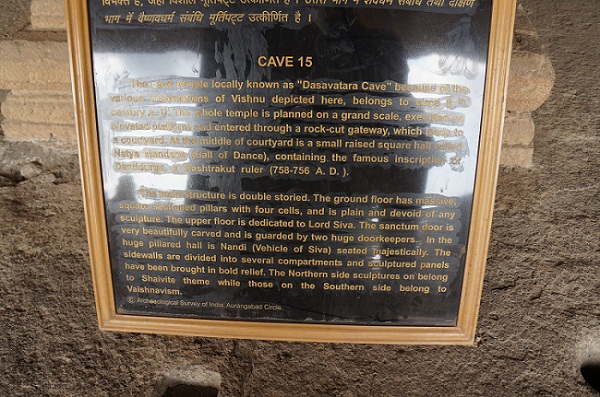 भाग में वैष्णवधर्म संबंधि मूर्तिपट्ट उत्कीर्णित है ।
CAVE 15
The cave temple locally known as "Dasavatara Cave" because of the
various incarnations of Vishnu depicted here, belongs to
century A. D. The whole temple is planned on a grand scale, executed on
elevated platform and entered through a rock-cut gateway, which leads to
a courtyard. At the middle of courtyard is a small raised square hall called
Natya Mandapa (Hall of Dance), containing the famous inscription of
Dantidurga, a Rashtrakut ruler (758-756 A. D. ).
The main structure is double storied. The ground floor has massive,
square designed pillars with four cells, and is plain and devoid of any
sculpture. The upper floor is dedicated to Lord Siva. The sanctum door is
very beautifully carved and is guarded by two huge doorkeepers. In the
huge pillared hall is Nandi (Vehicle of Siva) seated majestically. The
sidewalls are divided into several compartments and sculptured panels
have been brought in bold relief. The Northern side sculptures on belong
to Shaivite theme while those on the Southern side belong to
Vaishnavism.
© Archaeological Survey of India, Aurangabad Circle.